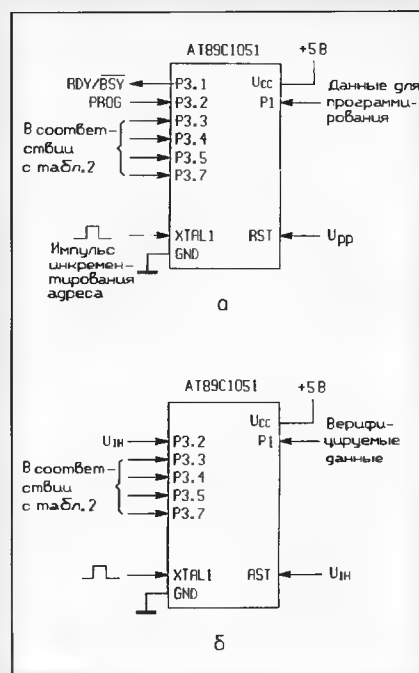 AT89C1051
+5В
RDY/BSY
P3.1
Ucc
Данные для
программи-
рования
PROG
P3.2
P1
В соответ-
ствии
с табл.2
P3.3
P3.4
P3.5
P3.7
XTAL1
RST
Upp
Импульс
инкремен-
тирования
адреса
GND
а
AT89C1051
+5В
Ucc
Верифи-
цируемые
данные
UIH
P3.2
P1
В соответ-
ствии
с табл.2
P3.3
P3.4
P3.5
P3.7
XTAL1
RST
UIH
GND
б